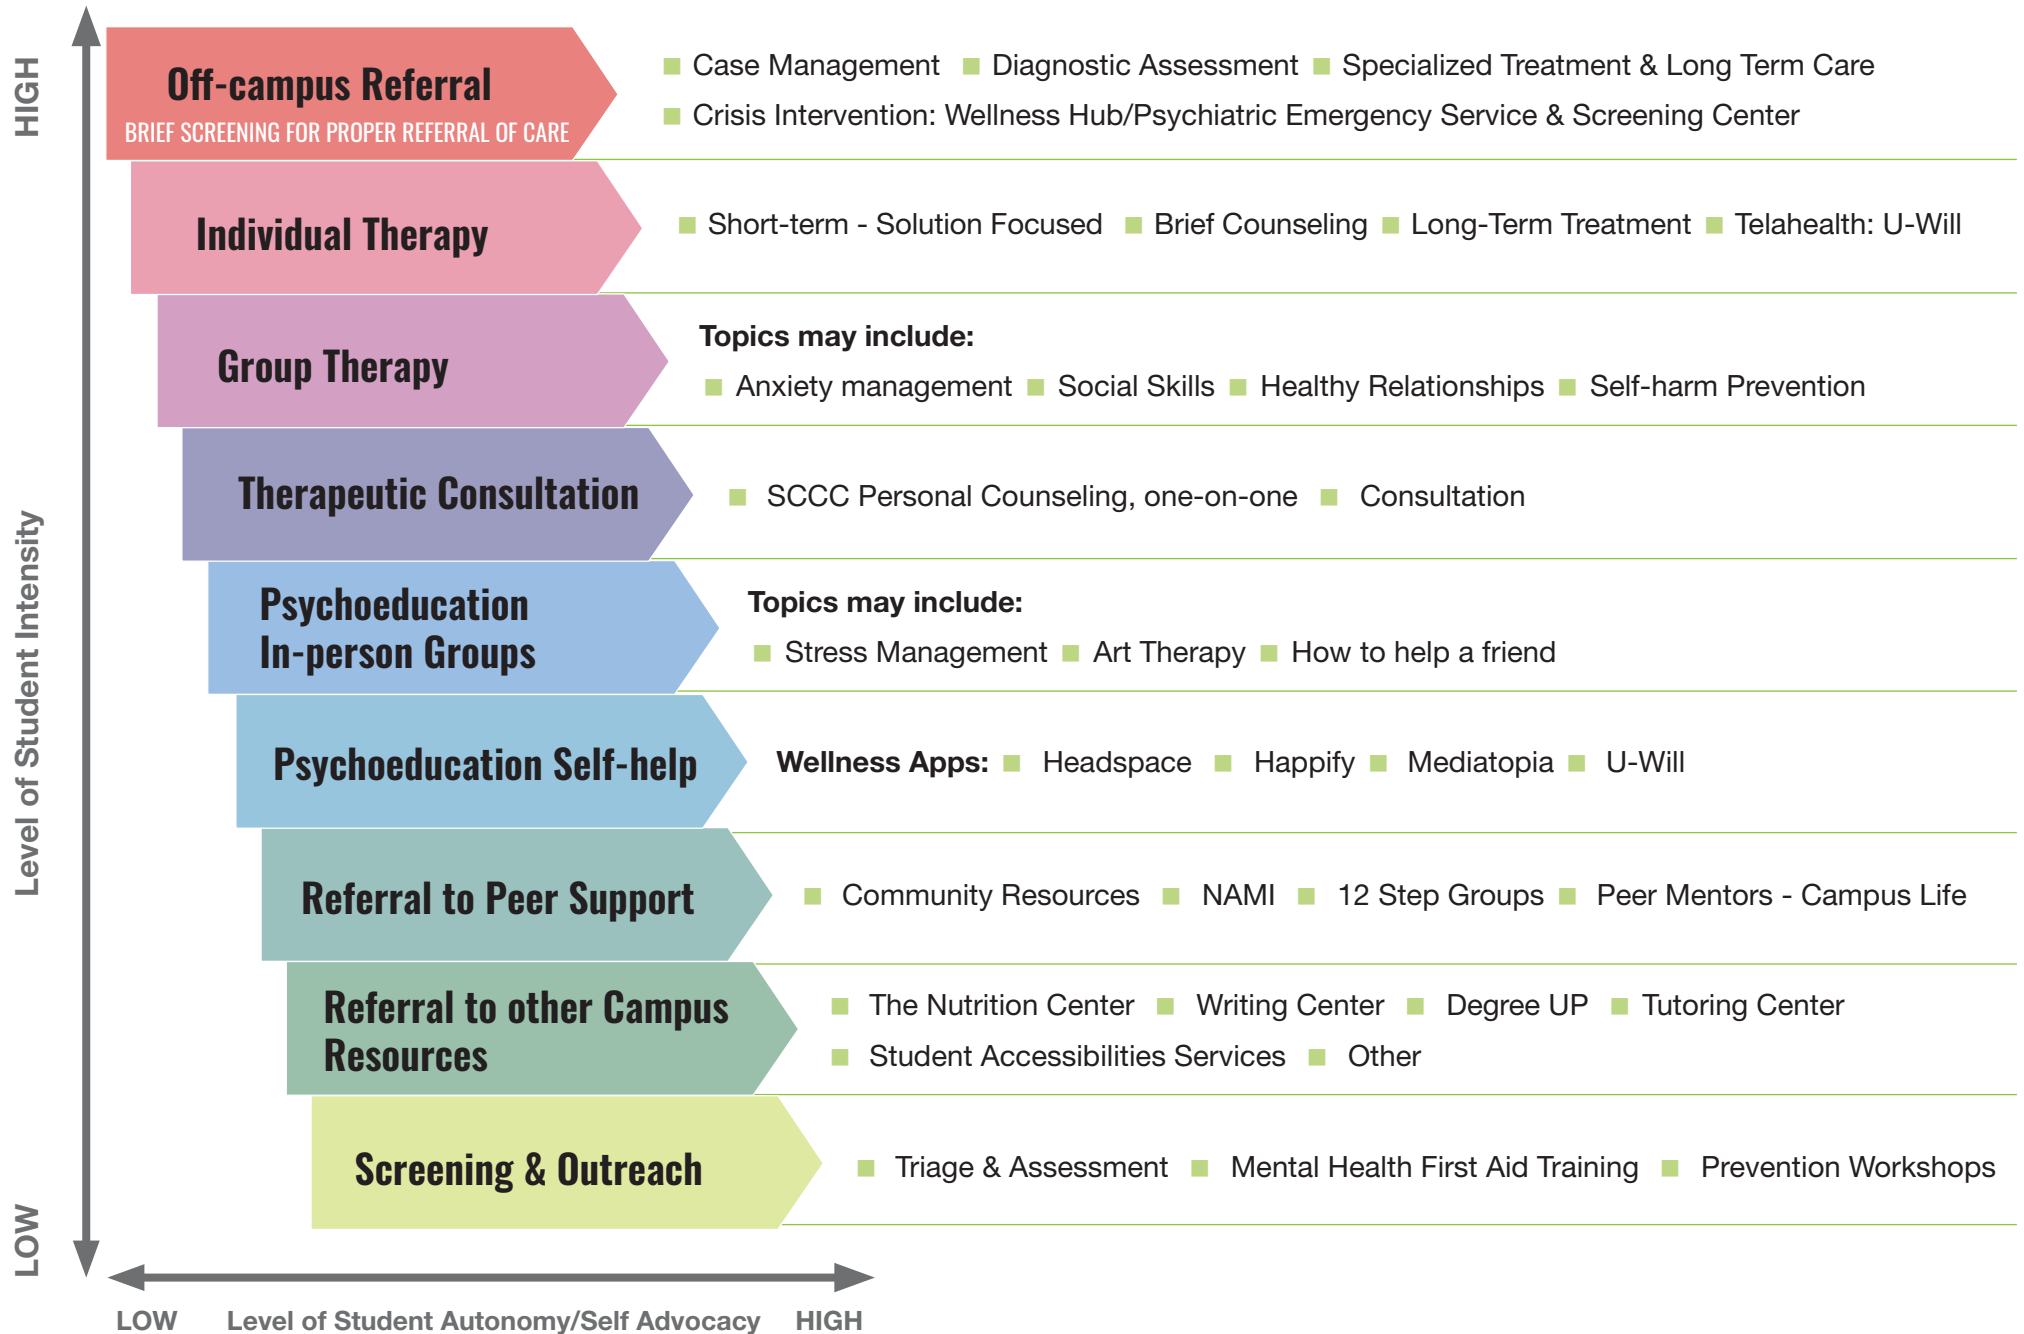 HIGH
Level of Student Intensity
LOW
Off-campus Referral
BRIEF SCREENING FOR PROPER REFERRAL OF CARE
Case Management Diagnostic Assessment Specialized Treatment & Long Term Care
Crisis Intervention: Wellness Hub/Psychiatric Emergency Service & Screening Center
Individual Therapy
Short-term - Solution Focused Brief Counseling Long-Term Treatment Telahealth: U-Will
Group Therapy
Topics may include:
Anxiety management Social Skills Healthy Relationships Self-harm Prevention
Therapeutic Consultation
SCCC Personal Counseling, one-on-one Consultation
Psychoeducation
In-person Groups
Topics may include:
Stress Management Art Therapy How to help a friend
Psychoeducation Self-help
Wellness Apps: Headspace Happify Mediatopia U-Will
Referral to Peer Support
Community Resources NAMI 12 Step Groups Peer Mentors - Campus Life
Referral to other Campus
Resources
The Nutrition Center Writing Center Degree UP Tutoring Center
Student Accessibilities Services Other
Screening & Outreach
Triage & Assessment Mental Health First Aid Training Prevention Workshops
LOW Level of Student Autonomy/Self Advocacy HIGH